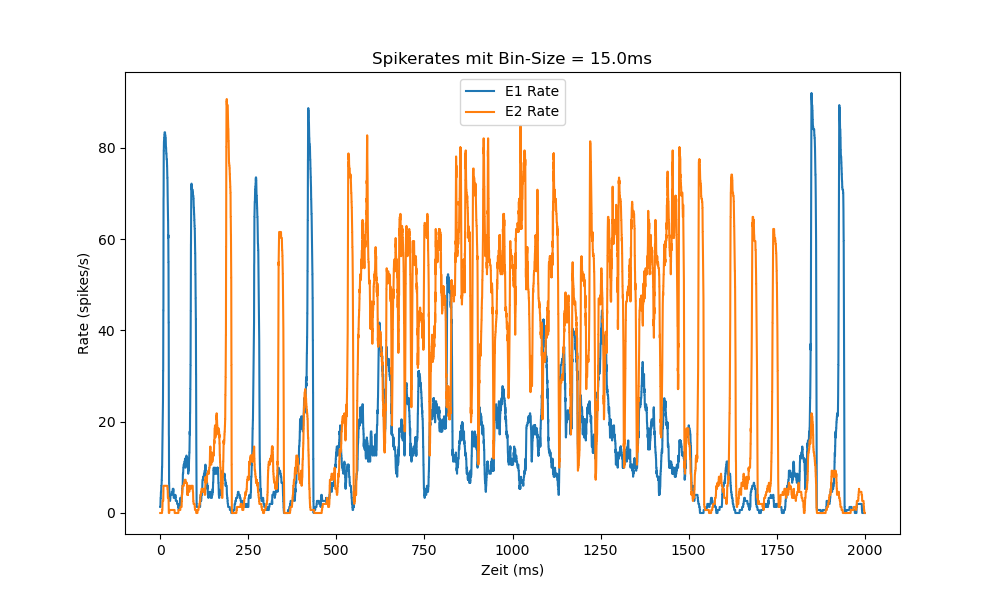 Spikerates mit Bin-Size = 15.0ms
E1 Rate
E2 Rate
80
60
40
20
0
Rate (spikes/s)
0 250 500 750 1000 1250 1500 1750 2000
Zeit (ms)